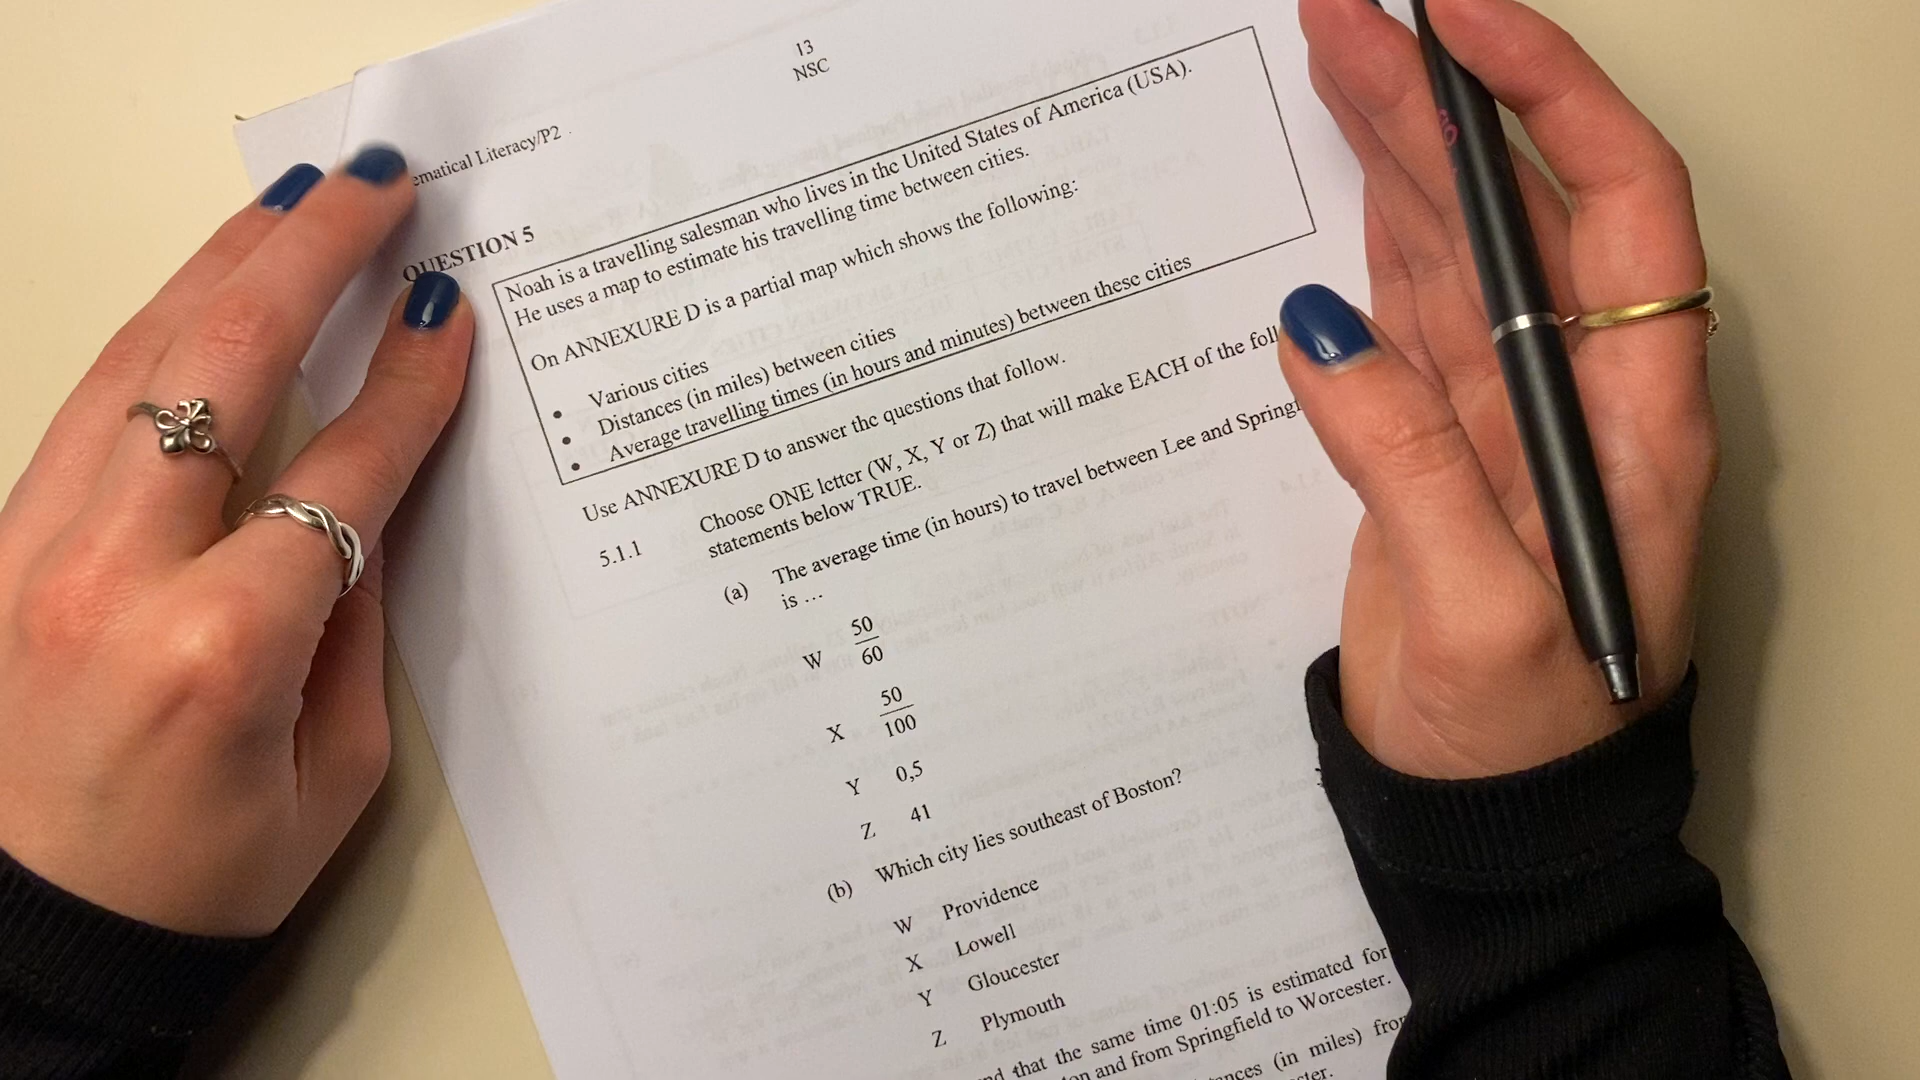 13
NSC
ematical Literacy/P2
QUESTION 5
Noah is a travelling salesman who lives in the United States of America (USA).
He uses a map to estimate his travelling time between cities.
On ANNEXURE D is a partial map which shows the following:
• Various cities
• Distances (in miles) between cities
• Average travelling times (in hours and minutes) between these cities
Use ANNEXURE D to answer the questions that follow.
5.1.1 Choose ONE letter (W, X, Y or Z) that will make EACH of the foll
statements below TRUE.
(a) The average time (in hours) to travel between Lee and Springf
is ...
W 50/60
X 50/100
Y 0,5
Z 41
(b) Which city lies southeast of Boston?
W Providence
X Lowell
Y Gloucester
Z Plymouth
that the same time 01:05 is estimated for
and from Springfield to Worcester.
(in miles)